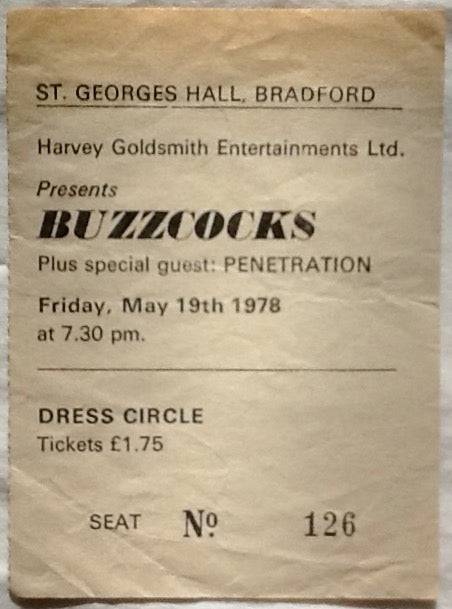 ST. GEORGES HALL, BRADFORD
Harvey Goldsmith Entertainments Ltd.
Presents
BUZZCOCKS
Plus special guest: PENETRATION
Friday, May 19th 1978
at 7.30 pm.
DRESS CIRCLE
Tickets £1.75
SEAT Nº 126